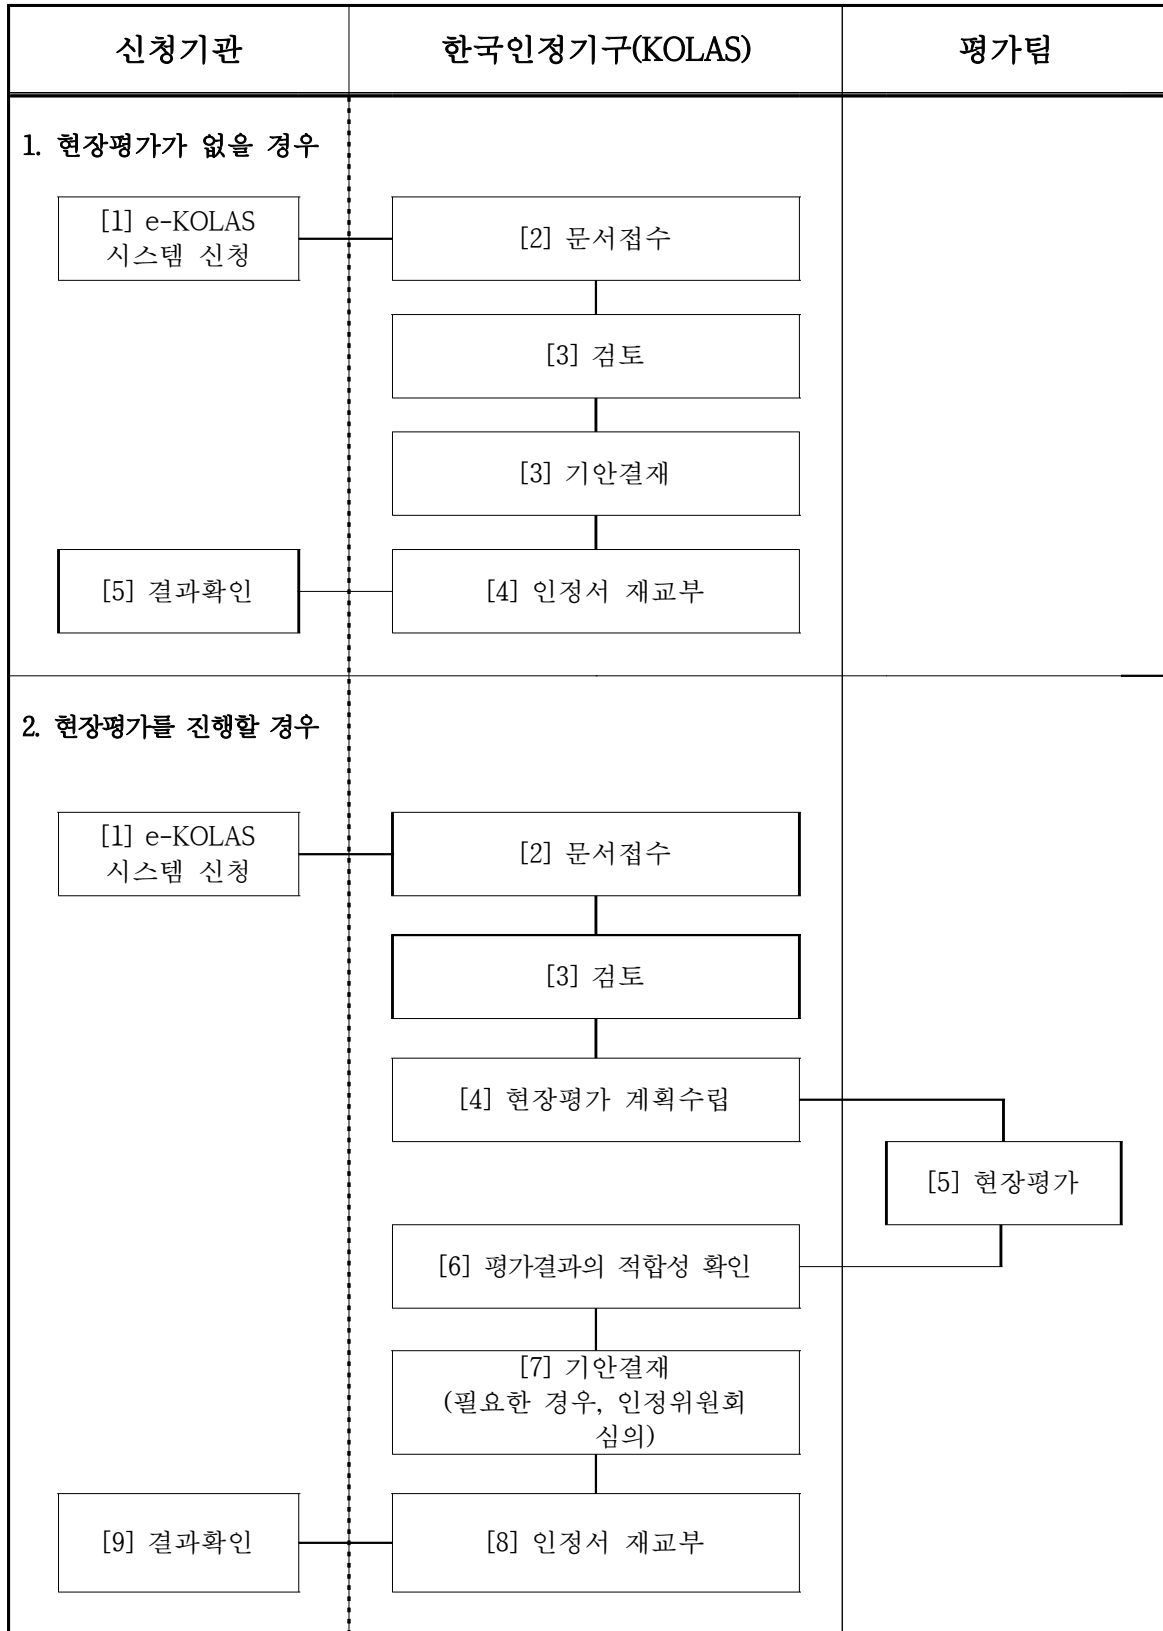 신청기관
한국인정기구(KOLAS)
평가팀
1. 현장평가가 없을 경우
[1] e-KOLAS
시스템 신청
[2] 문서접수
[3] 검토
[3] 기안결재
[5] 결과확인
[4] 인정서 재교부
2. 현장평가를 진행할 경우
[1] e-KOLAS
시스템 신청
[2] 문서접수
[3] 검토
[4] 현장평가 계획수립
[5] 현장평가
[6] 평가결과의 적합성 확인
[7] 기안결재
(필요한 경우, 인정위원회
심의)
[9] 결과확인
[8] 인정서 재교부